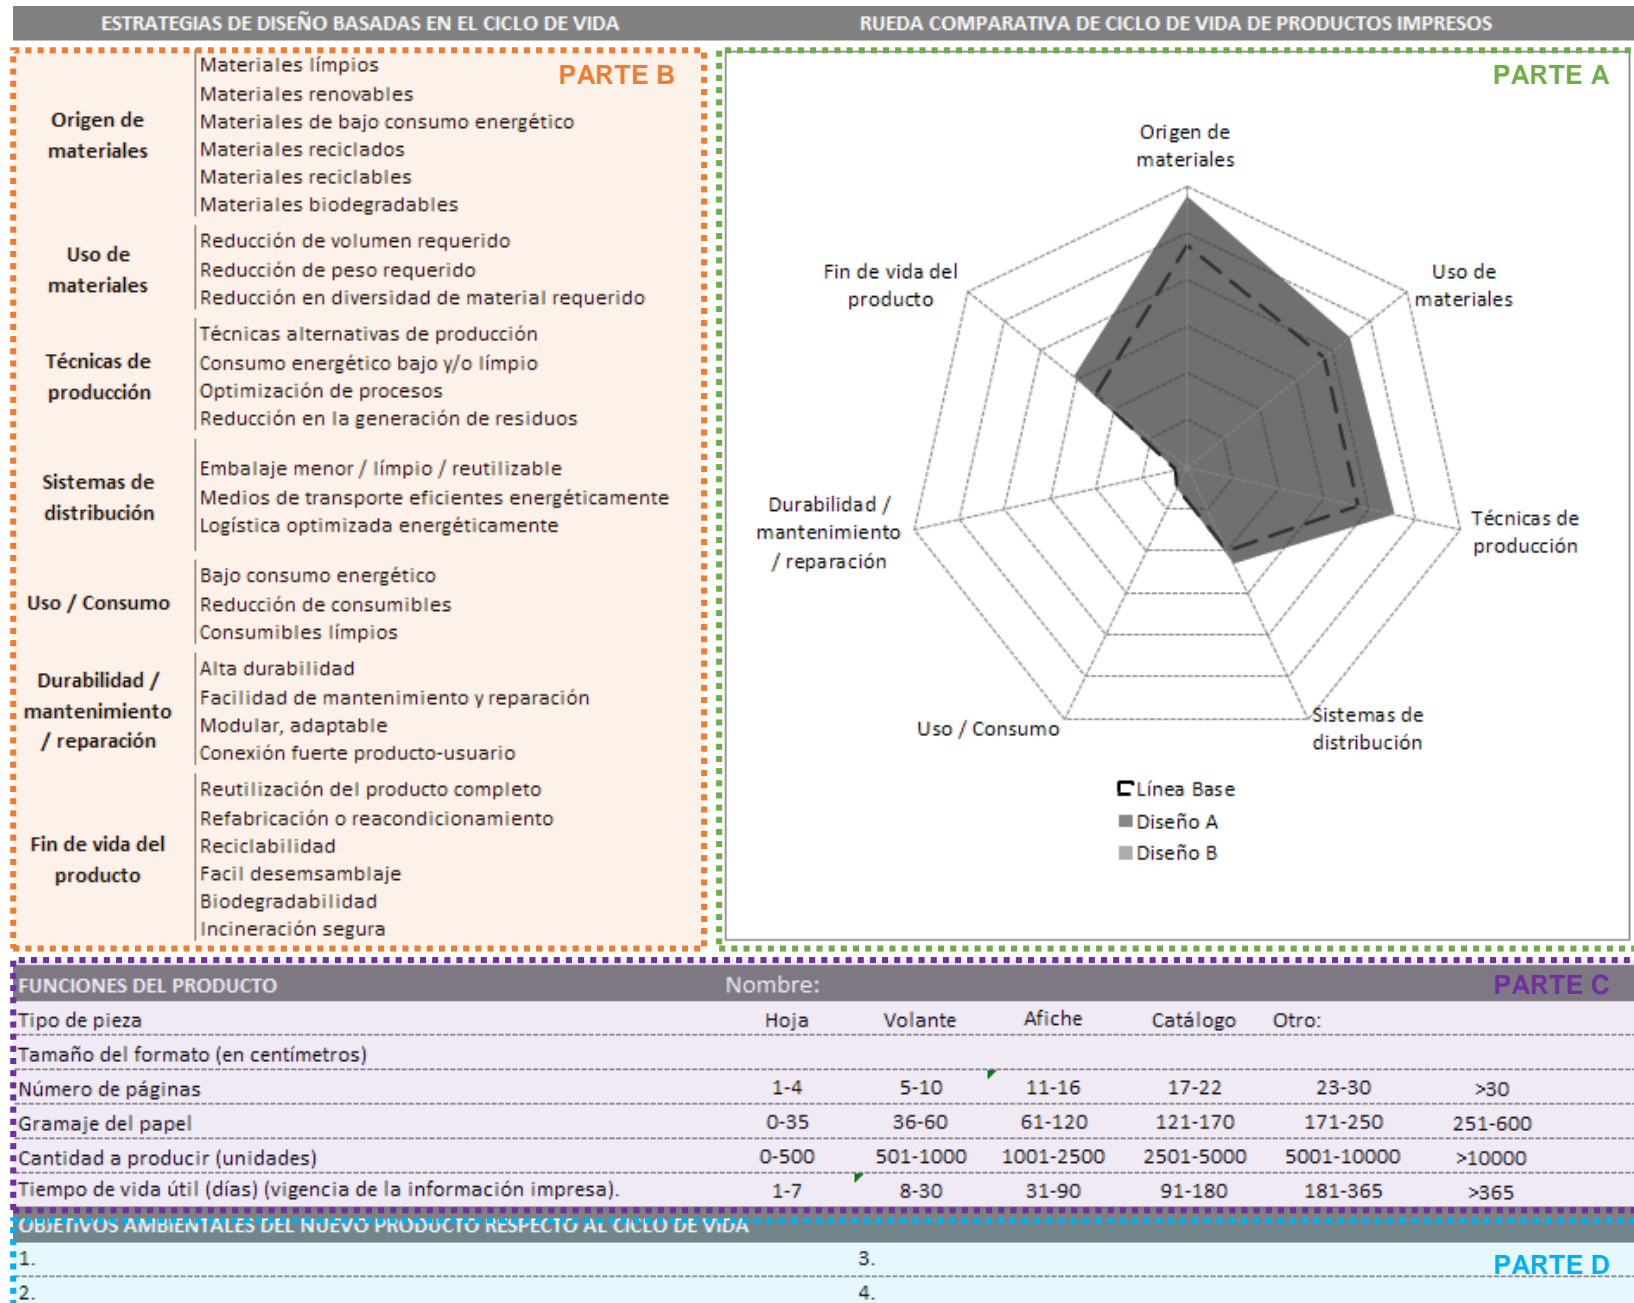 ESTRATEGIAS DE DISEÑO BASADAS EN EL CICLO DE VIDA
PARTE B
Origen de
materiales
Materiales límpios
Materiales renovables
Materiales de bajo consumo energético
Materiales reciclados
Materiales reciclables
Materiales biodegradables
Uso de
materiales
Reducción de volumen requerido
Reducción de peso requerido
Reducción en diversidad de material requerido
Técnicas de
producción
Técnicas alternativas de producción
Consumo energético bajo y/o límpio
Optimización de procesos
Reducción en la generación de residuos
Sistemas de
distribución
Embalaje menor / límpio / reutilizable
Medios de transporte eficientes energéticamente
Logística optimizada energéticamente
Uso / Consumo
Bajo consumo energético
Reducción de consumibles
Consumibles límpios
Durabilidad /
mantenimiento
/ reparación
Alta durabilidad
Facilidad de mantenimiento y reparación
Modular, adaptable
Conexión fuerte producto-usuario
Fin de vida del
producto
Reutilización del producto completo
Refabricación o reacondicionamiento
Reciclabilidad
Facil desemsamblaje
Biodegradabilidad
Incineración segura
RUEDA COMPARATIVA DE CICLO DE VIDA DE PRODUCTOS IMPRESOS
PARTE A
Origen de
materiales
Uso de
materiales
Técnicas de
producción
Sistemas de
distribución
Uso / Consumo
Durabilidad /
mantenimiento
/ reparación
Fin de vida del
producto
Línea Base
Diseño A
Diseño B
FUNCIONES DEL PRODUCTO Nombre: PARTE C
Tipo de pieza Hoja Volante Afiche Catálogo Otro:
Tamaño del formato (en centímetros)
Número de páginas 1-4 5-10 11-16 17-22 23-30 >30
Gramaje del papel 0-35 36-60 61-120 121-170 171-250 251-600
Cantidad a producir (unidades) 0-500 501-1000 1001-2500 2501-5000 5001-10000 >10000
Tiempo de vida útil (días) (vigencia de la información impresa). 1-7 8-30 31-90 91-180 181-365 >365
OBJETIVOS AMBIENTALES DEL NUEVO PRODUCTO RESPECTO AL CICLO DE VIDA
1. 3. PARTE D
2. 4.